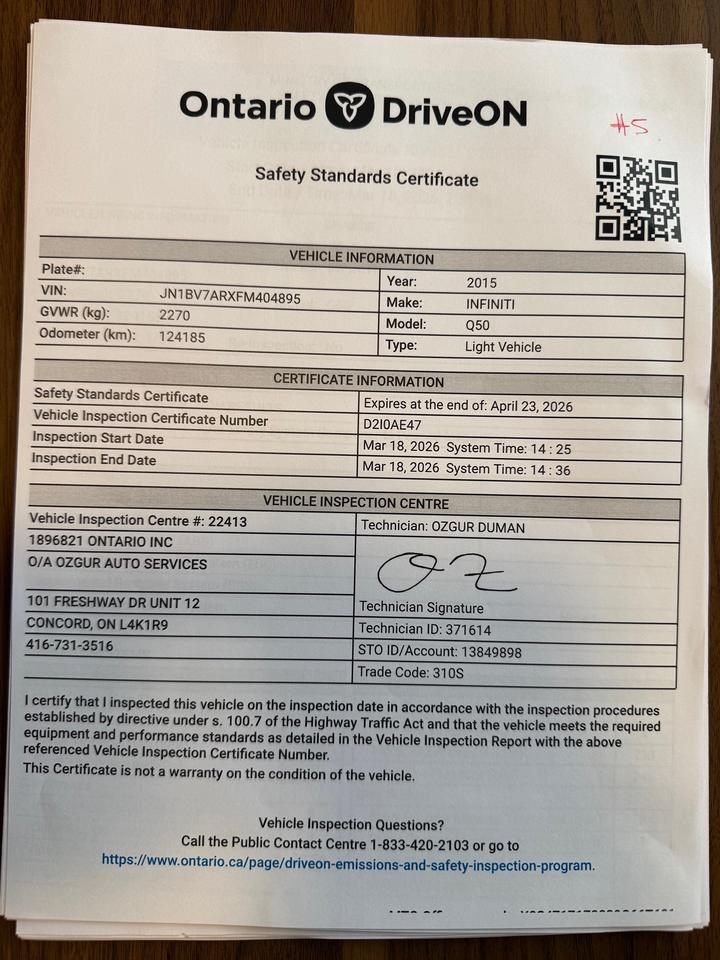 Ontario DriveON
#5
Safety Standards Certificate
VEHICLE INFORMATION
Plate#:
VIN: JN1BV7ARXFM404895
GVWR (kg): 2270
Odometer (km): 124185
Year: 2015
Make: INFINITI
Model: Q50
Type: Light Vehicle
CERTIFICATE INFORMATION
Safety Standards Certificate Expires at the end of: April 23, 2026
Vehicle Inspection Certificate Number D2I0AE47
Inspection Start Date Mar 18, 2026 System Time: 14 : 25
Inspection End Date Mar 18, 2026 System Time: 14 : 36
VEHICLE INSPECTION CENTRE
Vehicle Inspection Centre #: 22413
1896821 ONTARIO INC
O/A OZGUR AUTO SERVICES
101 FRESHWAY DR UNIT 12
CONCORD, ON L4K1R9
416-731-3516
Technician: OZGUR DUMAN
OZ
Technician Signature
Technician ID: 371614
STO ID/Account: 13849898
Trade Code: 310S
I certify that I inspected this vehicle on the inspection date in accordance with the inspection procedures
established by directive under s. 100.7 of the Highway Traffic Act and that the vehicle meets the required
equipment and performance standards as detailed in the Vehicle Inspection Report with the above
referenced Vehicle Inspection Certificate Number.
This Certificate is not a warranty on the condition of the vehicle.
Vehicle Inspection Questions?
Call the Public Contact Centre 1-833-420-2103 or go to
https://www.ontario.ca/page/driveon-emissions-and-safety-inspection-program.